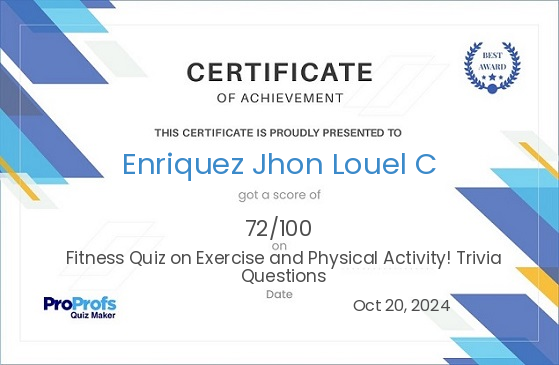 BEST
AWARD
CERTIFICATE
OF ACHIEVEMENT
THIS CERTIFICATE IS PROUDLY PRESENTED TO
Enriquez Jhon Louel C
got a score of
72/100
on
Fitness Quiz on Exercise and Physical Activity! Trivia
Questions
Date
Oct 20, 2024
ProProfs
Quiz Maker